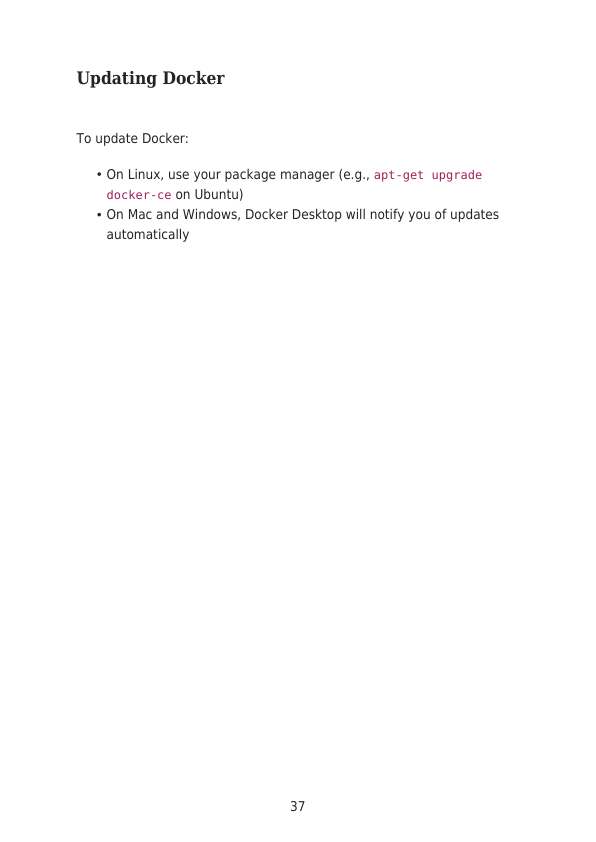 Updating Docker
To update Docker:
• On Linux, use your package manager (e.g., apt-get upgrade
docker-ce on Ubuntu)
• On Mac and Windows, Docker Desktop will notify you of updates
automatically
37